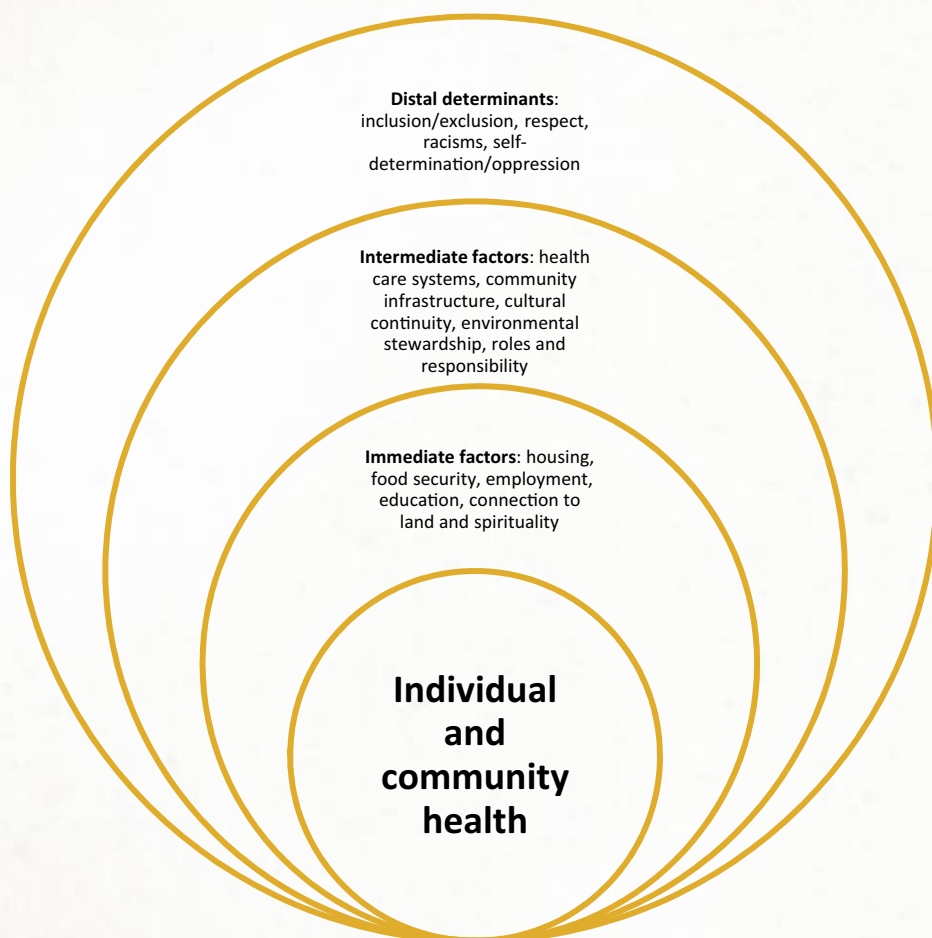 Distal determinants:
inclusion/exclusion, respect,
racisms, self-
determination/oppression
Intermediate factors: health
care systems, community
infrastructure, cultural
continuity, environmental
stewardship, roles and
responsibility
Immediate factors: housing,
food security, employment,
education, connection to
land and spirituality
Individual
and
community
health